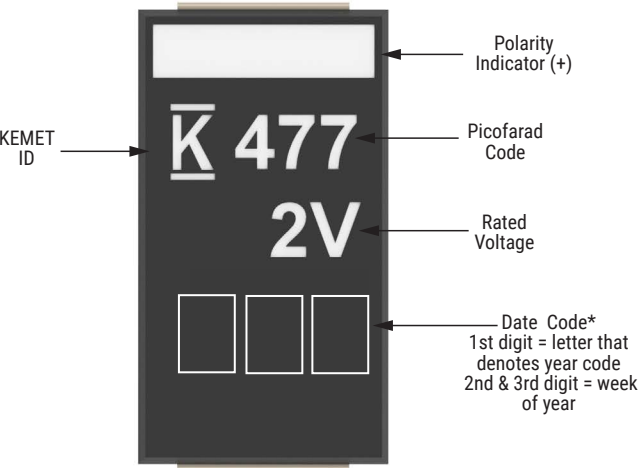 Polarity
Indicator (+)
KEMET
ID
K 477
Picofarad
Code
2V
Rated
Voltage
Date Code*
1st digit = letter that
denotes year code
2nd & 3rd digit = week
of year